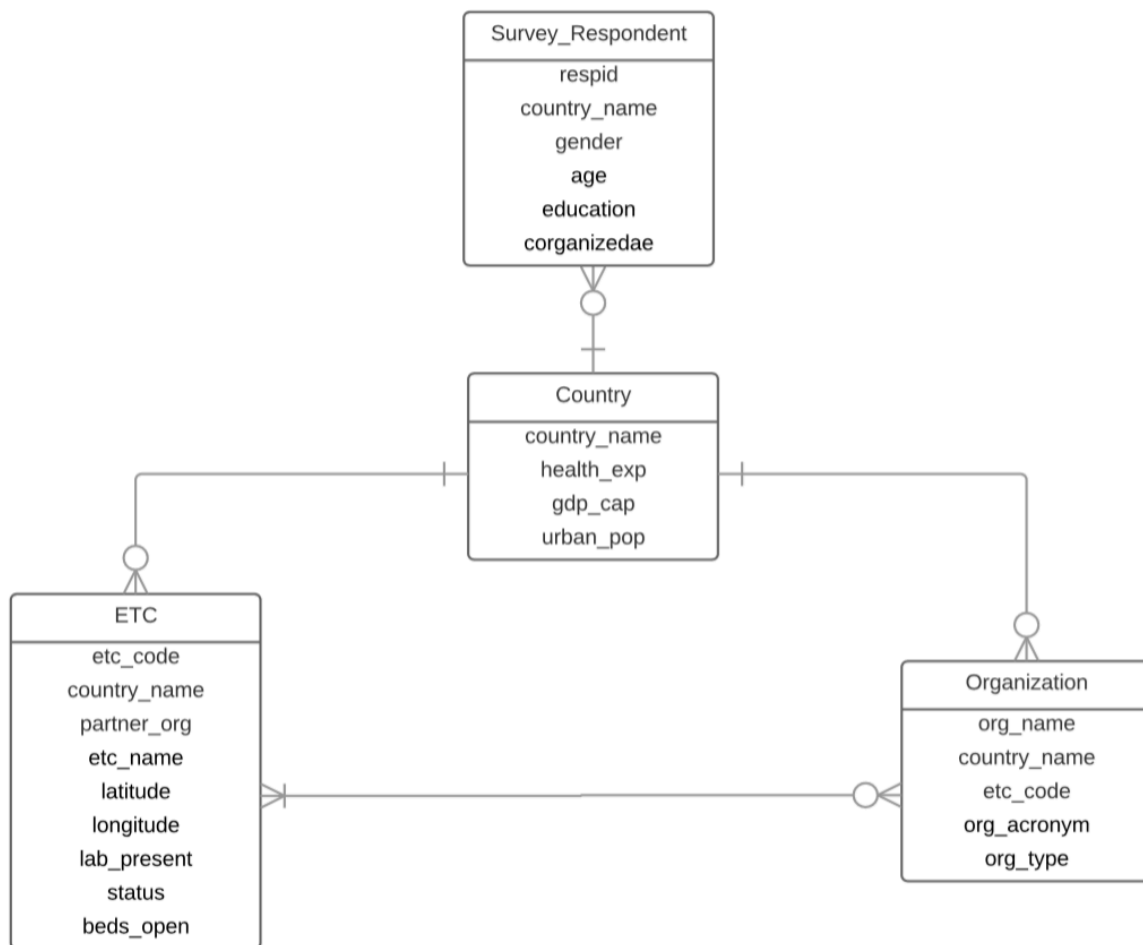 Survey_Respondent
respid
country_name
gender
age
education
corganizedae
Country
country_name
health_exp
gdp_cap
urban_pop
ETC
etc_code
country_name
partner_org
etc_name
latitude
longitude
lab_present
status
beds_open
Organization
org_name
country_name
etc_code
org_acronym
org_type